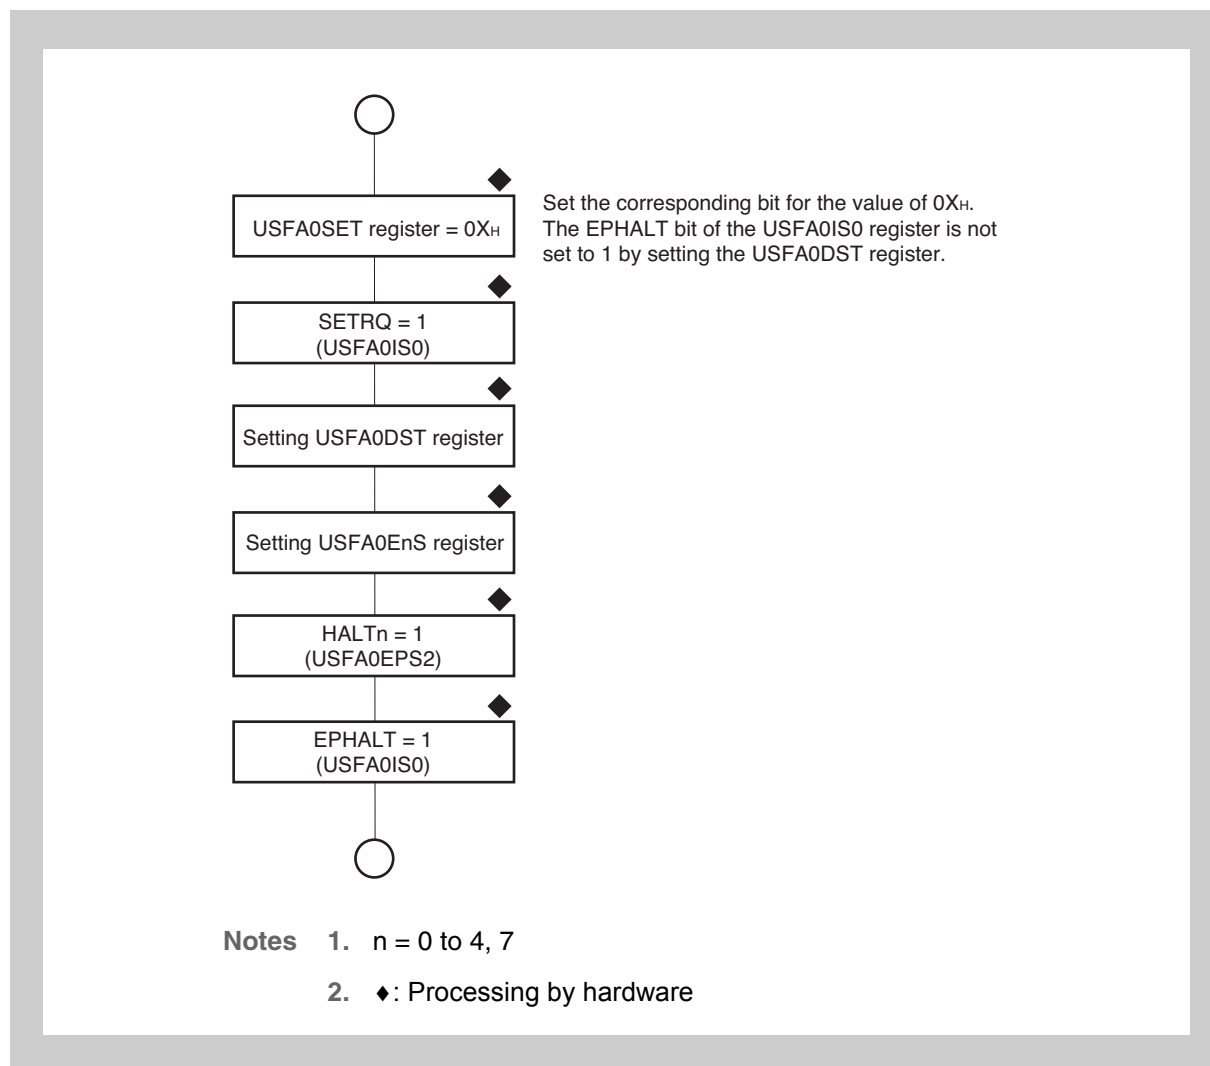 USFA0SET register = 0XH
Set the corresponding bit for the value of 0XH.
The EPHALT bit of the USFA0IS0 register is not
set to 1 by setting the USFA0DST register.
SETRQ = 1
(USFA0IS0)
Setting USFA0DST register
Setting USFA0EnS register
HALTn = 1
(USFA0EPS2)
EPHALT = 1
(USFA0IS0)
Notes 1. n = 0 to 4, 7
2. ♦: Processing by hardware